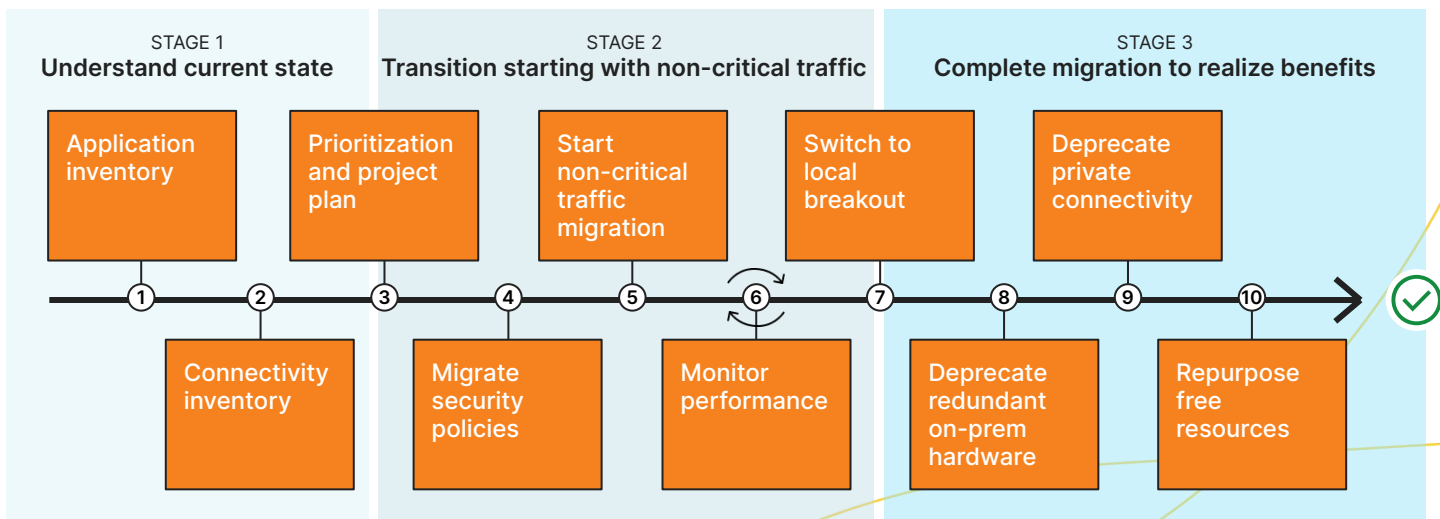 STAGE 1
Understand current state
STAGE 2
Transition starting with non-critical traffic
STAGE 3
Complete migration to realize benefits
Application
inventory
Prioritization
and project
plan
Start
non-critical
traffic
migration
Switch to
local
breakout
Deprecate
private
connectivity
1
2
3
4
5
6
7
8
9
10
Connectivity
inventory
Migrate
security
policies
Monitor
performance
Deprecate
redundant
on-prem
hardware
Repurpose
free
resources